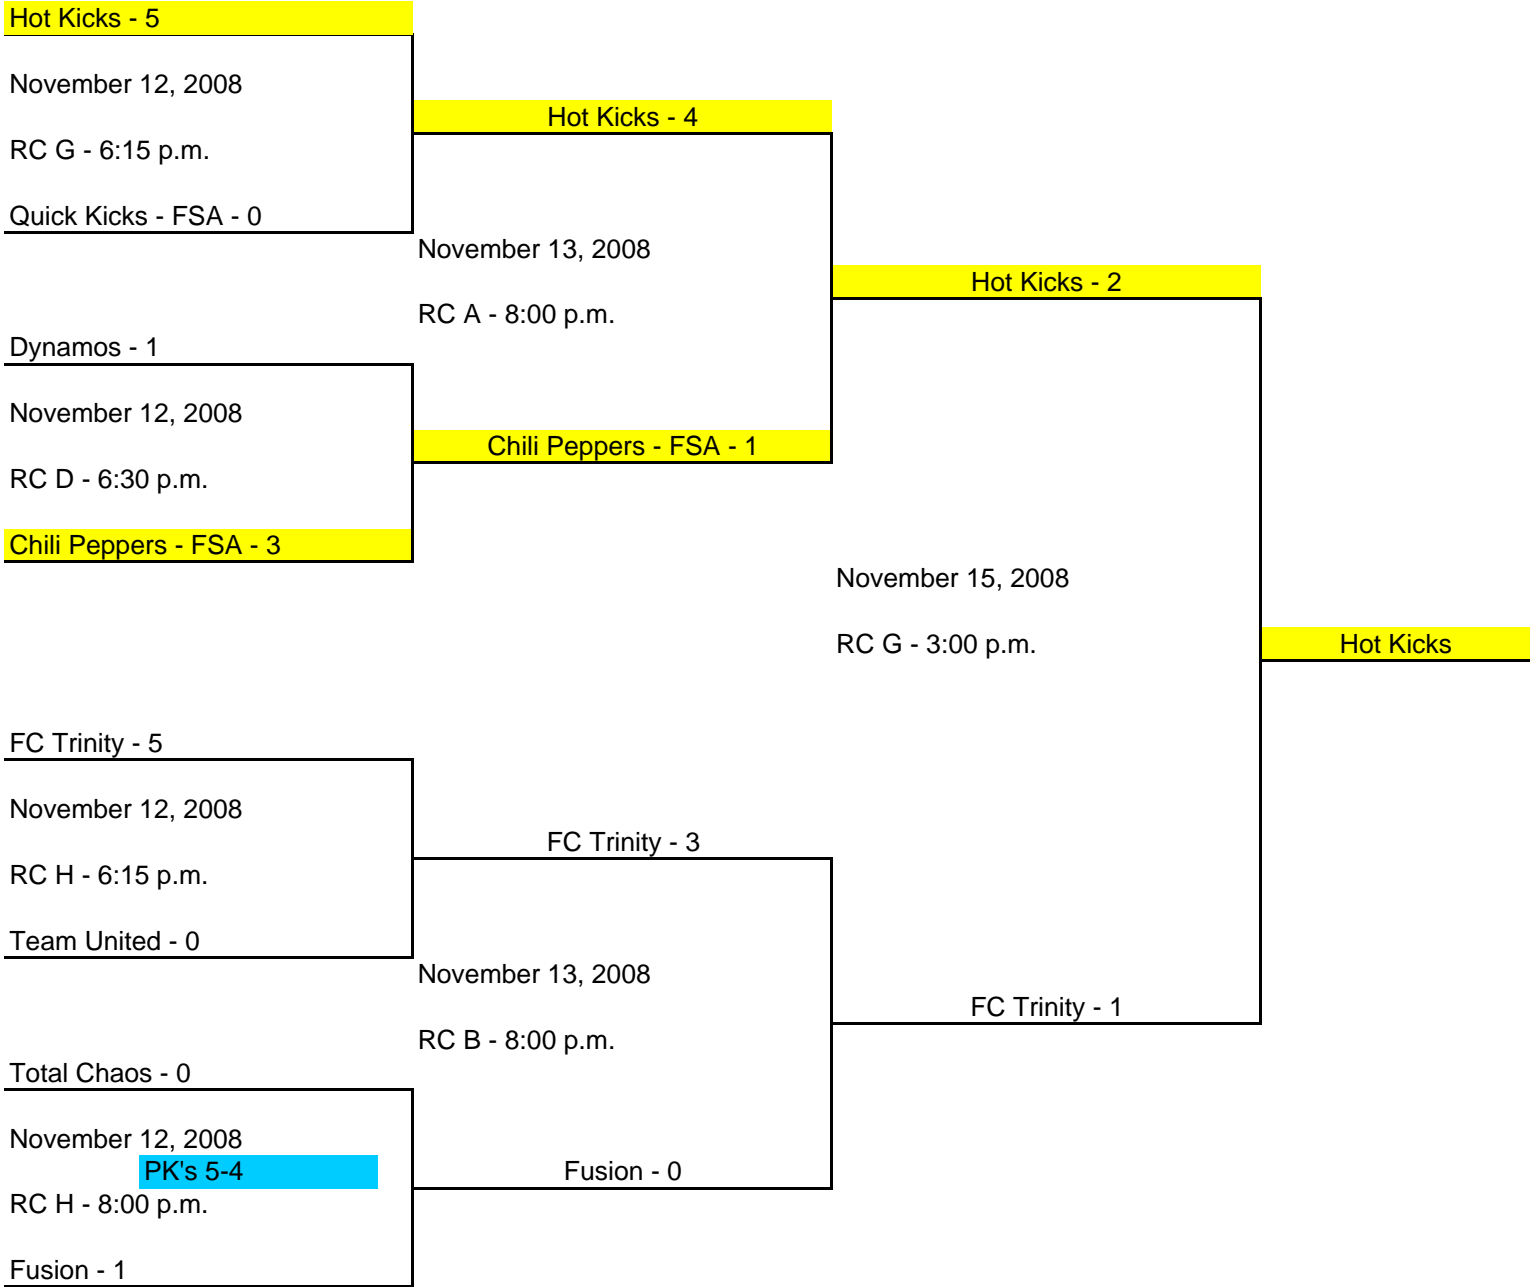 Hot Kicks - 5
November 12, 2008
Hot Kicks - 4
RC G - 6:15 p.m.
Quick Kicks - FSA - 0
November 13, 2008
Hot Kicks - 2
RC A - 8:00 p.m.
Dynamos - 1
November 12, 2008
Chili Peppers - FSA - 1
RC D - 6:30 p.m.
Chili Peppers - FSA - 3
November 15, 2008
RC G - 3:00 p.m.
Hot Kicks
FC Trinity - 5
November 12, 2008
FC Trinity - 3
RC H - 6:15 p.m.
Team United - 0
November 13, 2008
FC Trinity - 1
RC B - 8:00 p.m.
Total Chaos - 0
November 12, 2008
PK's 5-4
Fusion - 0
RC H - 8:00 p.m.
Fusion - 1